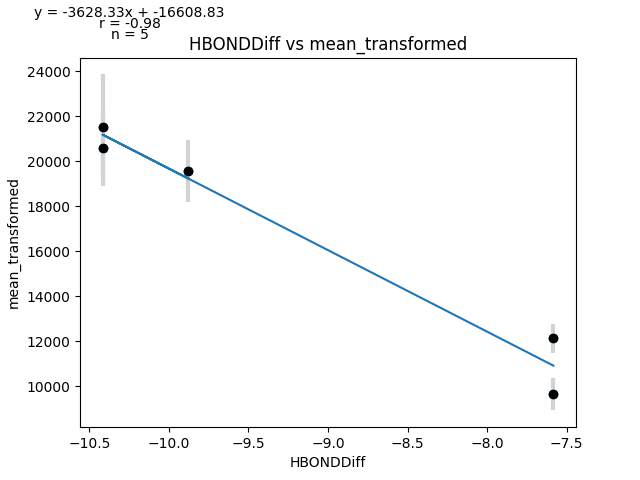 y = -3628.33x + -16608.83
r = -0.98
n = 5
HBONDDiff vs mean_transformed
mean_transformed
24000
22000
20000
18000
16000
14000
12000
10000
−10.5
−10.0
−9.5
−9.0
−8.5
−8.0
−7.5
HBONDDiff